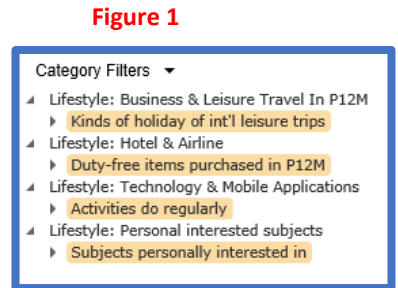 Figure 1
Category Filters
Lifestyle: Business & Leisure Travel In P12M
Kinds of holiday of int'l leisure trips
Lifestyle: Hotel & Airline
Duty-free items purchased in P12M
Lifestyle: Technology & Mobile Applications
Activities do regularly
Lifestyle: Personal interested subjects
Subjects personally interested in